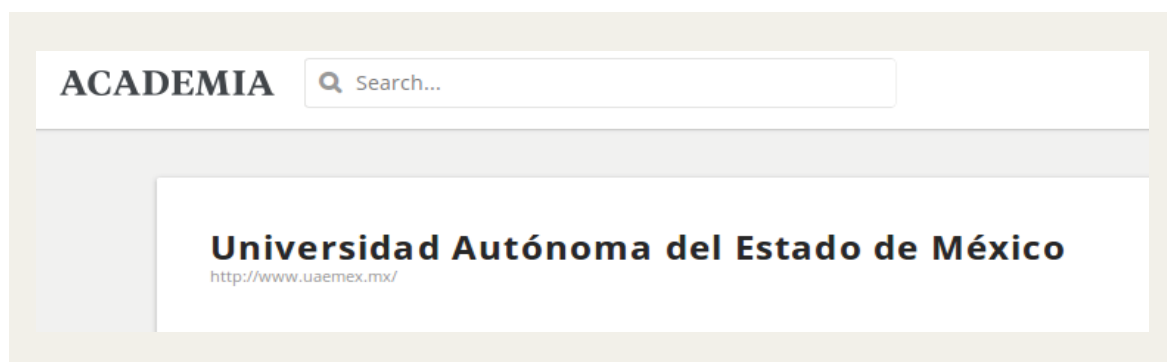 ACADEMIA
Search...
Universidad Autónoma del Estado de México
http://www.uaemex.mx/